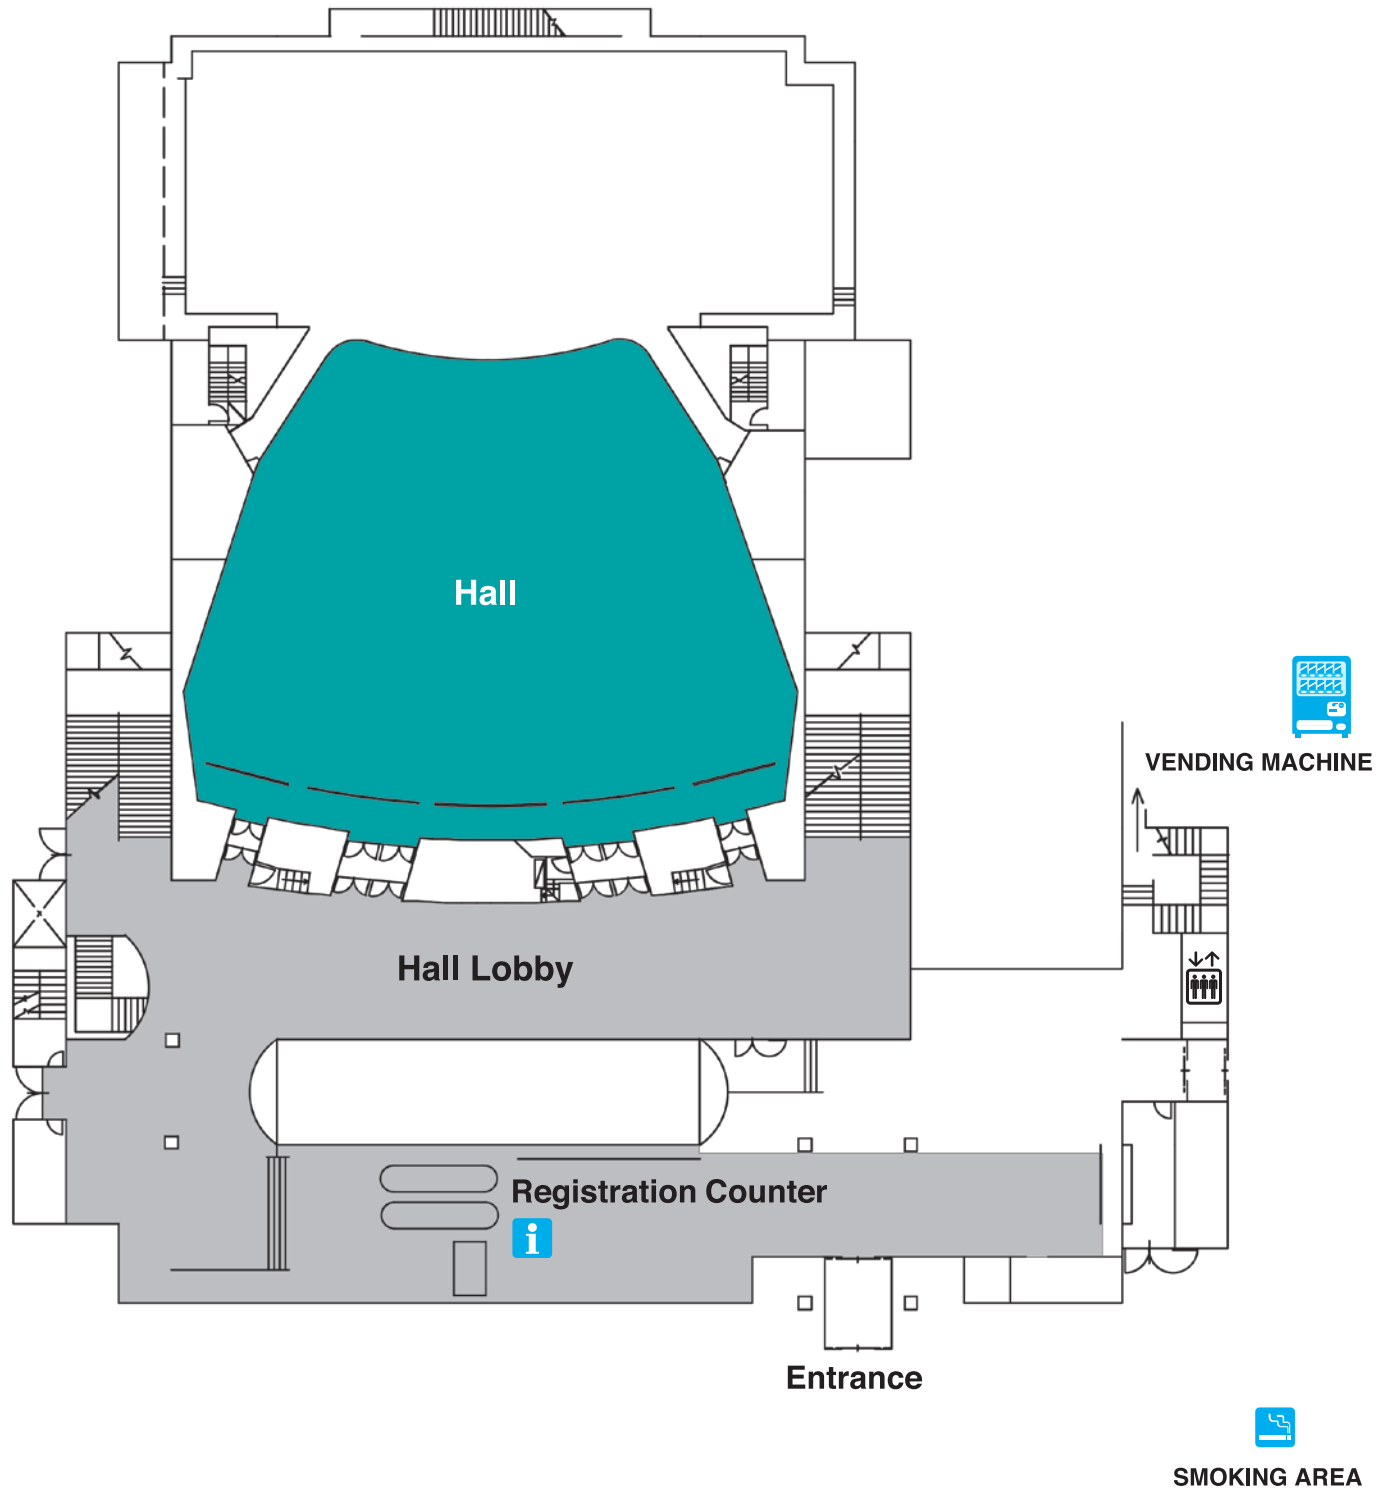 Hall
VENDING MACHINE
Hall Lobby
Registration Counter
i
Entrance
SMOKING AREA